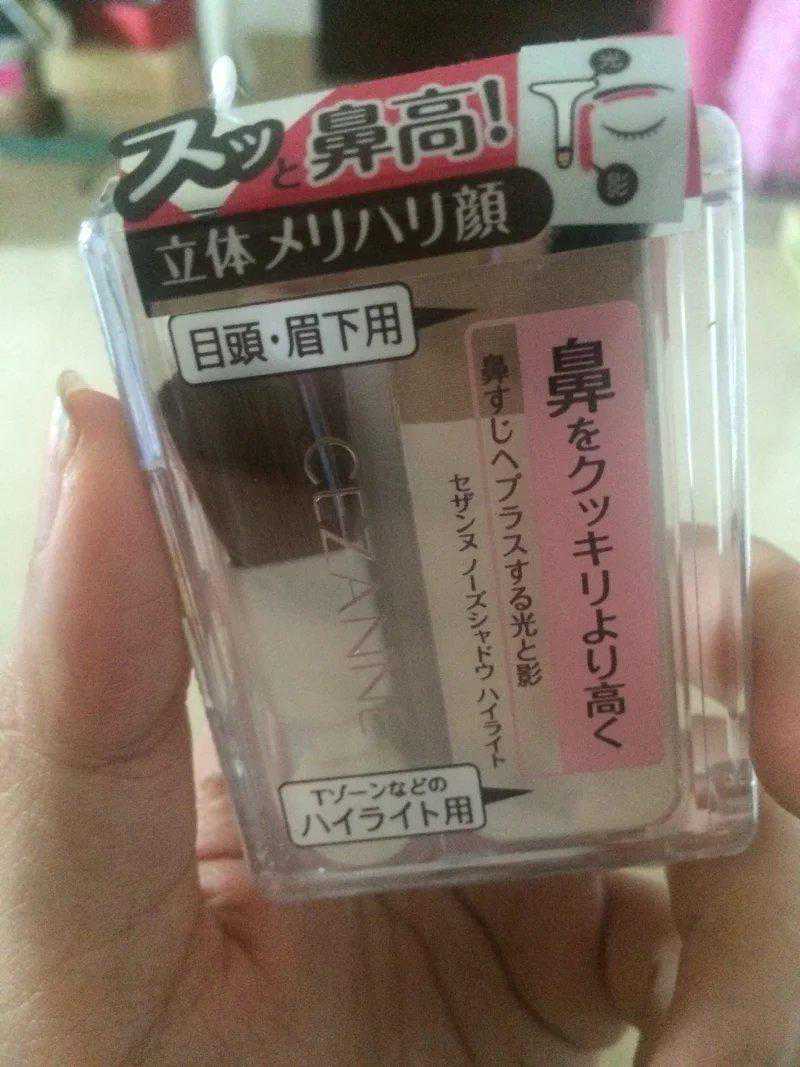 スッと鼻高!
光
影
立体メリハリ顔
目頭・眉下用
鼻をクッキリより高く
鼻すじへプラスする光と影
セザンヌ ノーズシャドウ ハイライト
CEZANNE
Tゾーンなどの
ハイライト用